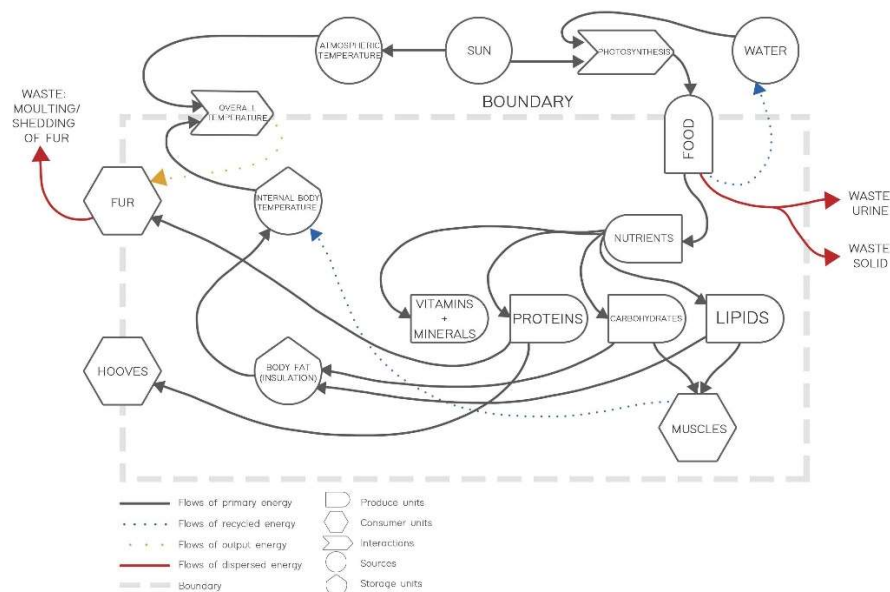 ATMOSPHERIC
TEMPERATURE
SUN
PHOTOSYNTHESIS
WATER
WASTE:
MOULTING/
SHEDDING
OF FUR
OVERALL
TEMPERATURE
BOUNDARY
FOOD
FUR
INTERNAL BODY
TEMPERATURE
WASTE
URINE
NUTRIENTS
WASTE
SOLID
VITAMINS
+
MINERALS
PROTEINS
CARBOHYDRATES
LIPIDS
HOOVES
BODY FAT
(INSULATION)
MUSCLES
Flows of primary energy
Flows of recycled energy
Flows of output energy
Flows of dispersed energy
Boundary
Produce units
Consumer units
Interactions
Sources
Storage units